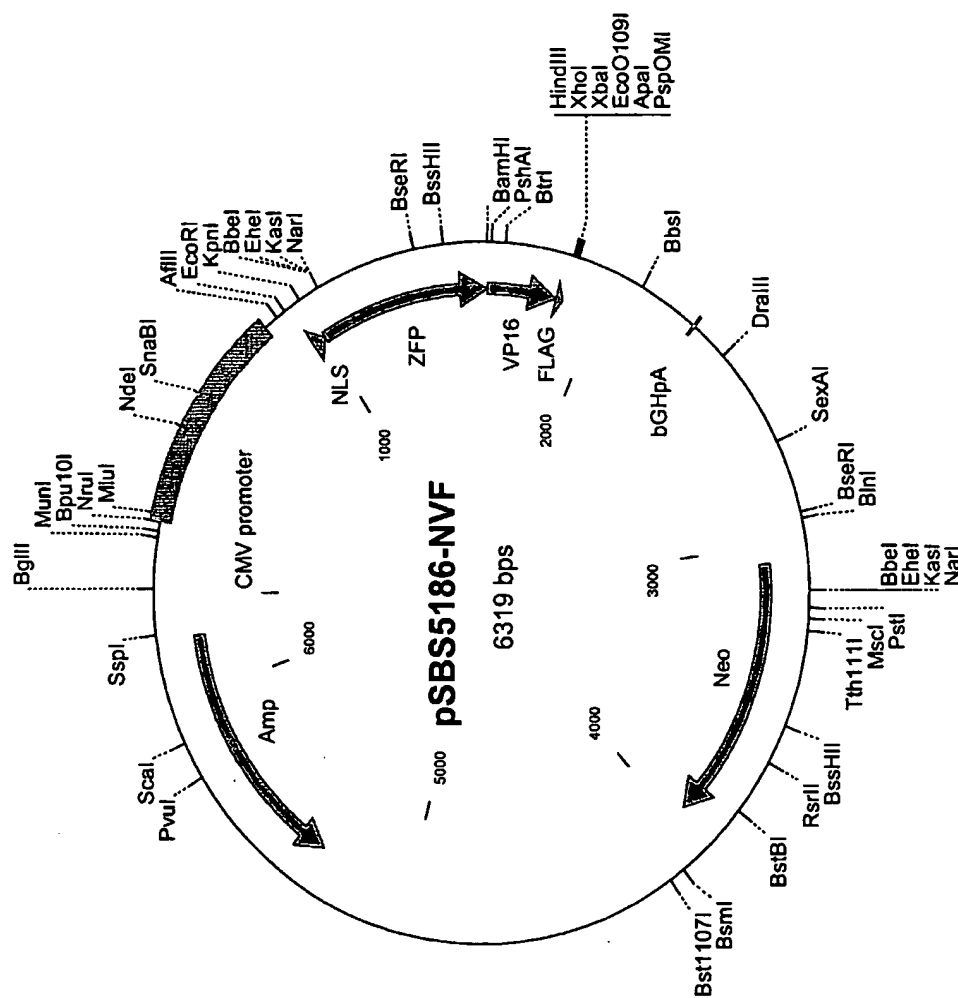 pSBS5186-NVF
6319 bps
BglII
MunI
Bpu10I
NruI
MluI
NdeI
SnaBI
AflII
EcoRI
KpnI
BbeI
EheI
KasI
NarI
BseRI
BssHII
BamHI
PshAI
BtrI
HindIII
XhoI
XbaI
EcoO109I
ApaI
PspOMI
BbsI
DraIII
SexAI
BseRI
BlnI
BbeI
EheI
KasI
NarI
PstI
MscI
Tth111I
BssHII
RsrII
BstBI
BsmI
Bst1107I
PvuI
ScaI
SspI
CMV promoter
NLS
ZFP
VP16
FLAG
bGHpA
Neo
Amp
1000
2000
3000
4000
5000
6000